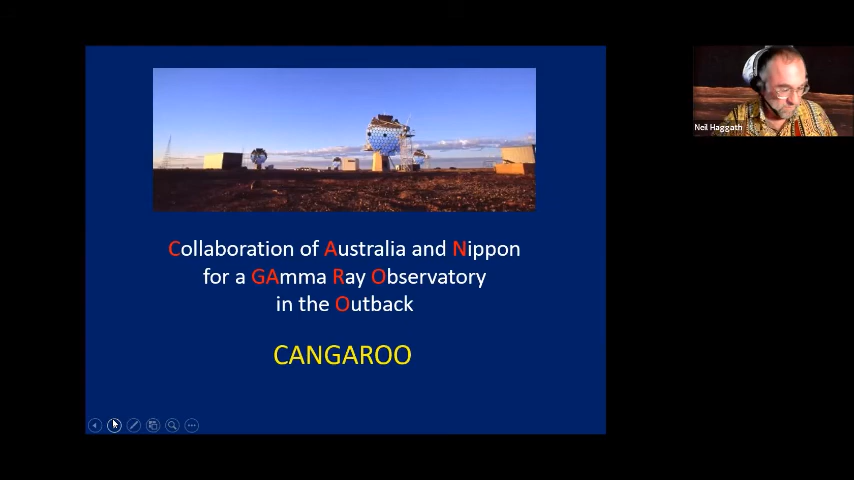 Collaboration of Australia and Nippon
for a GAmma Ray Observatory
in the Outback
CANGAROO
Neil Haggath